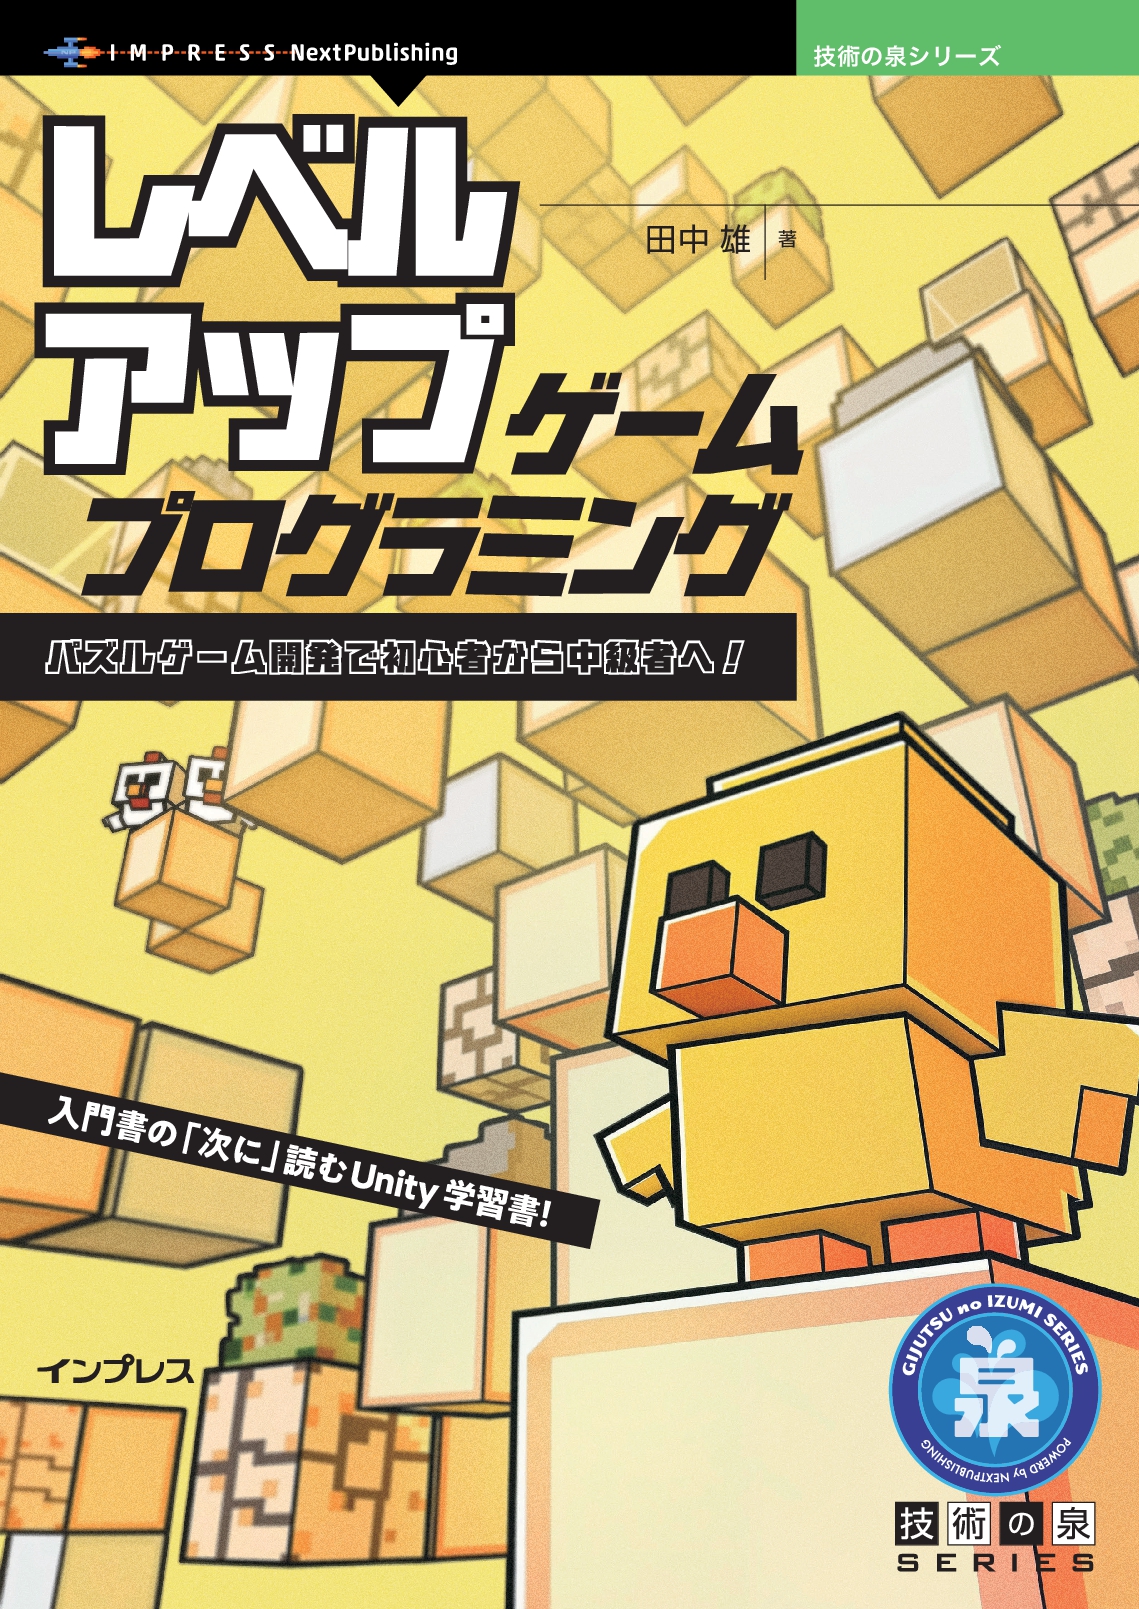 IMPRESS NextPublishing
技術の泉シリーズ
レベル
アップ
ゲーム
プログラミング
田中 雄 著
パズルゲーム開発で初心者から中級者へ！
入門書の「次に」読むUnity学習書!
インプレス
GIJUTSU no IZUMI SERIES
泉
POWERD by NEXTPUBLISHING
技術の泉
SERIES